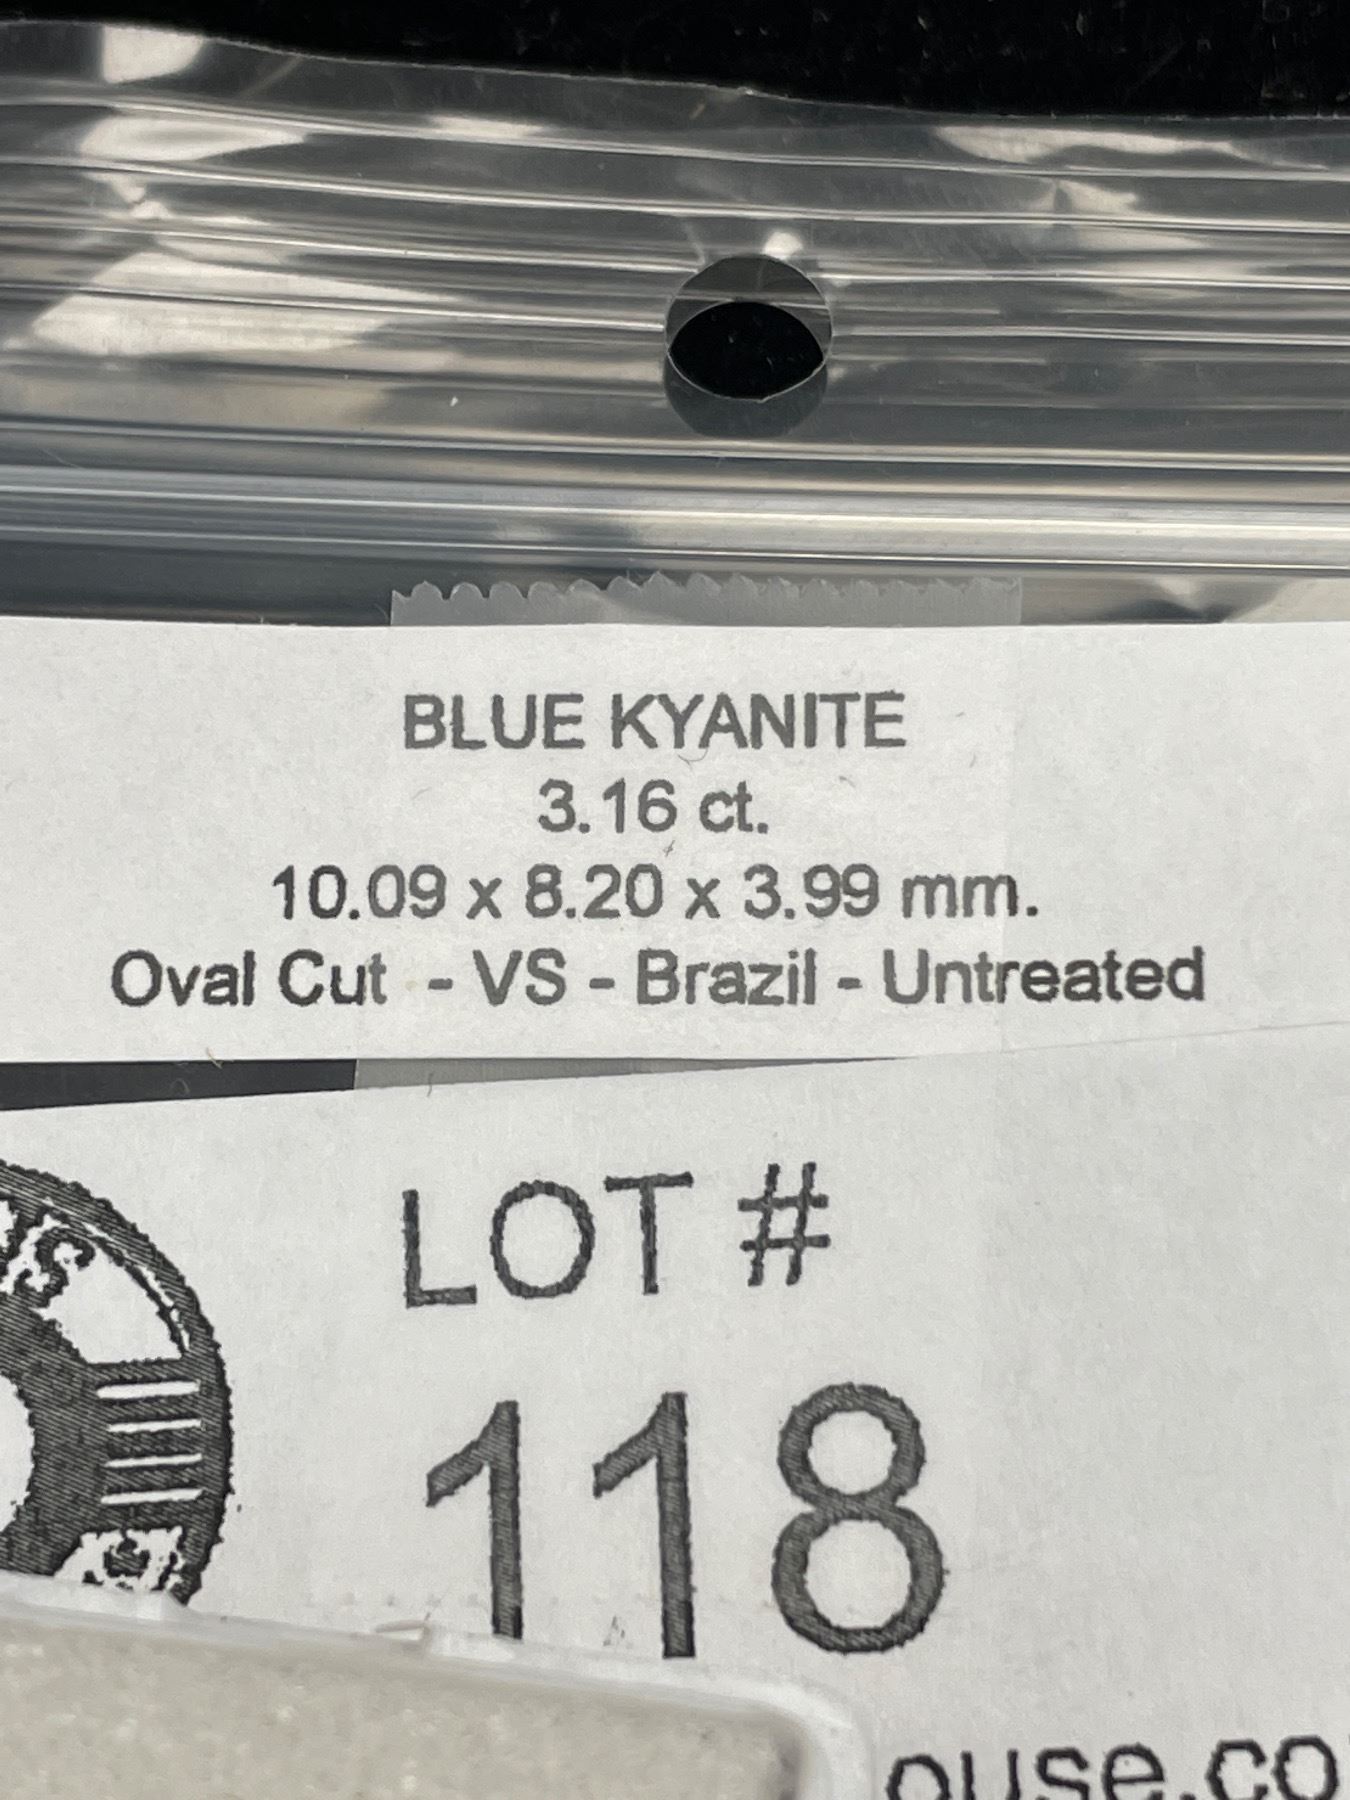 BLUE KYANITE
3.16 ct.
10.09 x 8.20 x 3.99 mm.
Oval Cut - VS - Brazil - Untreated
LOT #
118
ouse.co